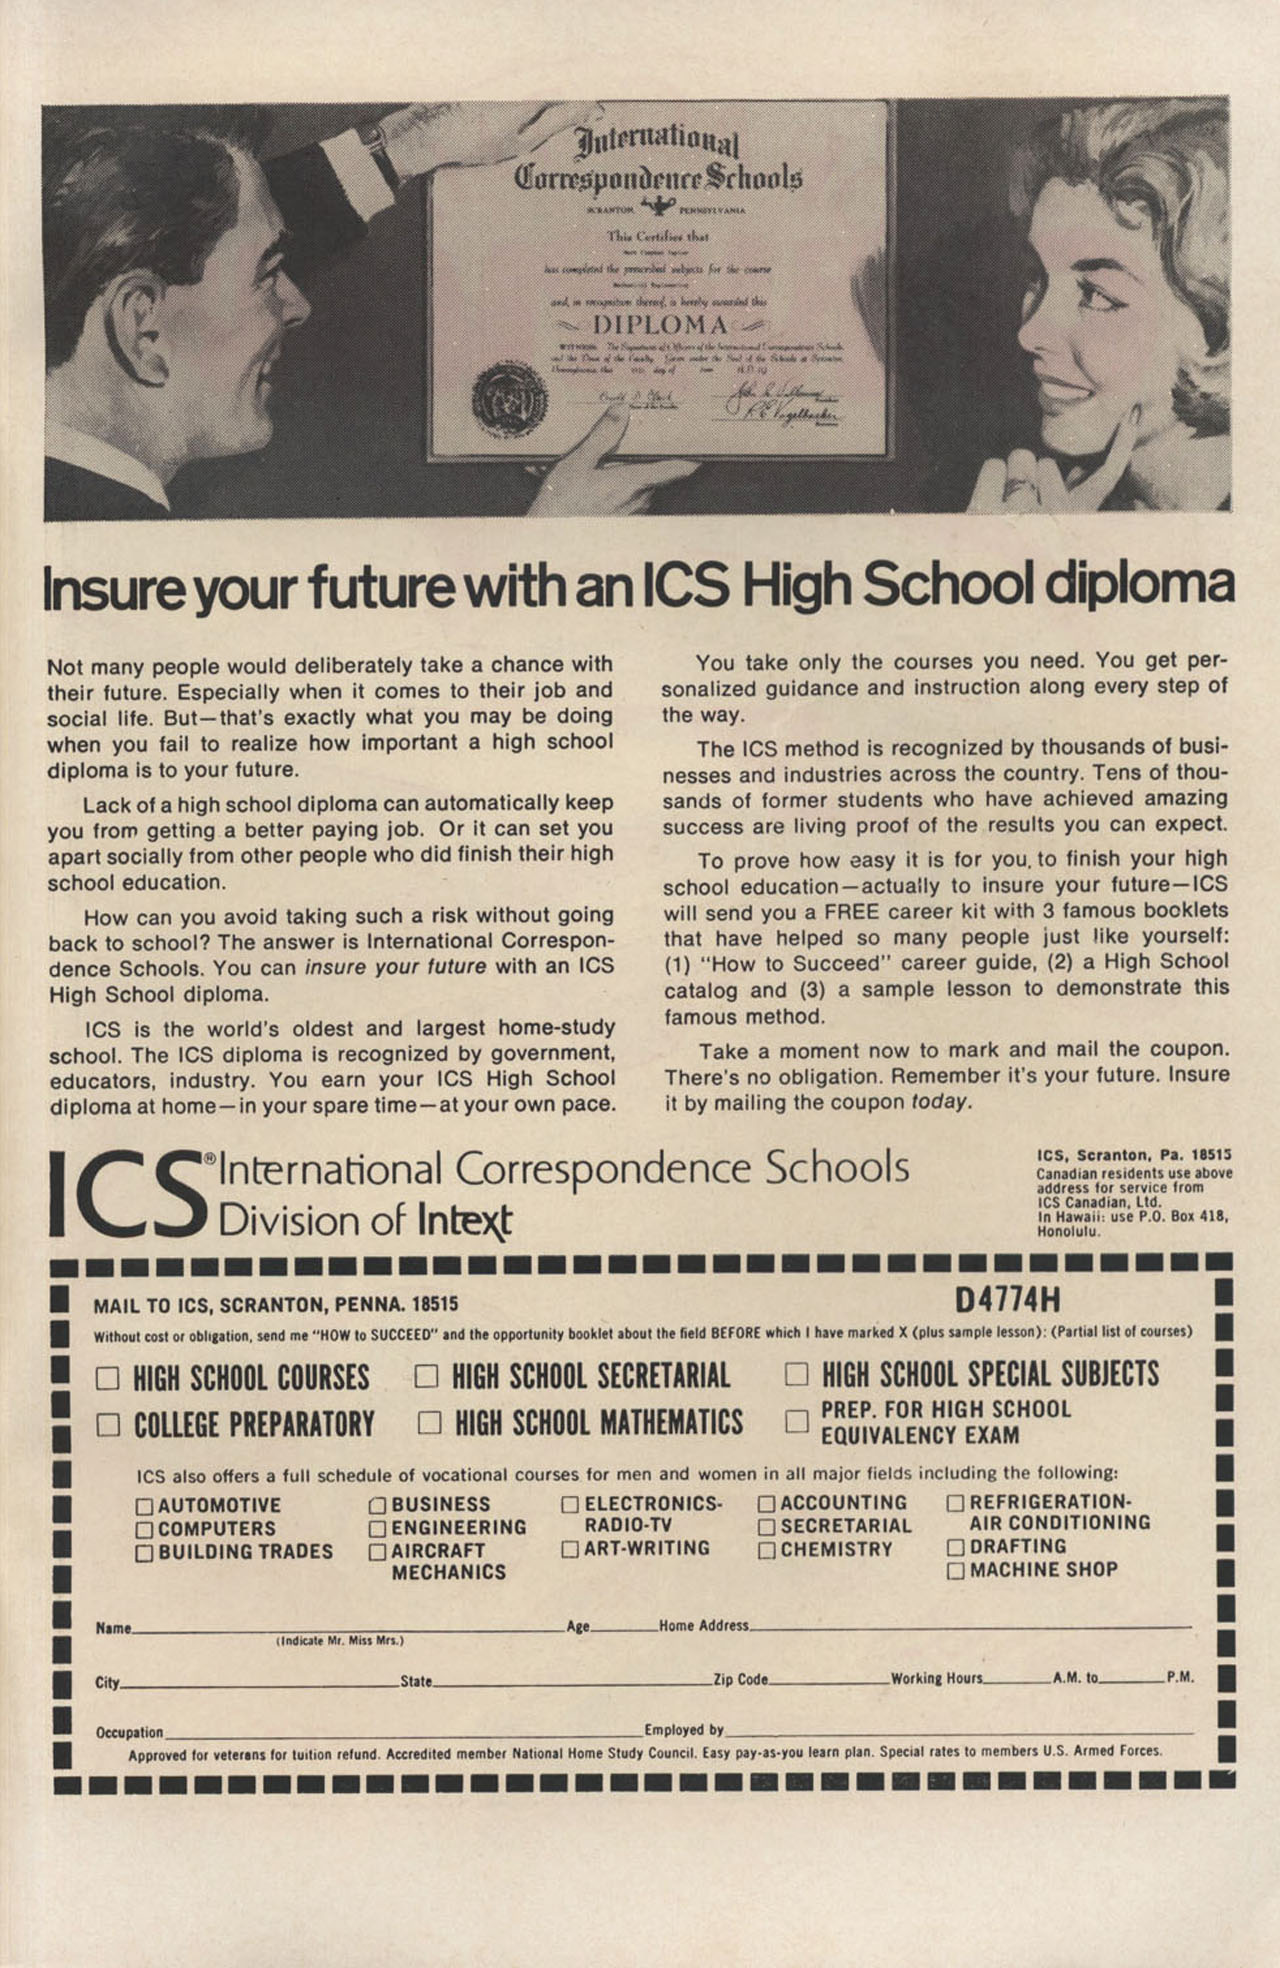 International
Correspondence Schools
SCRANTON, PENNSYLVANIA
This Certifies that
has completed the prescribed subjects for the course
Mechanical Engineering
and, in recognition thereof, is hereby awarded this
DIPLOMA
Insure your future with an ICS High School diploma
Not many people would deliberately take a chance with
their future. Especially when it comes to their job and
social life. But—that's exactly what you may be doing
when you fail to realize how important a high school
diploma is to your future.
Lack of a high school diploma can automatically keep
you from getting a better paying job. Or it can set you
apart socially from other people who did finish their high
school education.
How can you avoid taking such a risk without going
back to school? The answer is International Correspon-
dence Schools. You can insure your future with an ICS
High School diploma.
ICS is the world's oldest and largest home-study
school. The ICS diploma is recognized by government,
educators, industry. You earn your ICS High School
diploma at home—in your spare time—at your own pace.
You take only the courses you need. You get per-
sonalized guidance and instruction along every step of
the way.
The ICS method is recognized by thousands of busi-
nesses and industries across the country. Tens of thou-
sands of former students who have achieved amazing
success are living proof of the results you can expect.
To prove how easy it is for you, to finish your high
school education—actually to insure your future—ICS
will send you a FREE career kit with 3 famous booklets
that have helped so many people just like yourself:
(1) "How to Succeed" career guide, (2) a High School
catalog and (3) a sample lesson to demonstrate this
famous method.
Take a moment now to mark and mail the coupon.
There's no obligation. Remember it's your future. Insure
it by mailing the coupon today.
ICS® International Correspondence Schools
Division of Intext
ICS, Scranton, Pa. 18515
Canadian residents use above
address for service from
ICS Canadian, Ltd.
In Hawaii: use P.O. Box 418,
Honolulu.
MAIL TO ICS, SCRANTON, PENNA. 18515 D4774H
Without cost or obligation, send me "HOW to SUCCEED" and the opportunity booklet about the field BEFORE which I have marked X (plus sample lesson): (Partial list of courses)
HIGH SCHOOL COURSES HIGH SCHOOL SECRETARIAL HIGH SCHOOL SPECIAL SUBJECTS
COLLEGE PREPARATORY HIGH SCHOOL MATHEMATICS PREP. FOR HIGH SCHOOL
EQUIVALENCY EXAM
ICS also offers a full schedule of vocational courses for men and women in all major fields including the following:
AUTOMOTIVE
COMPUTERS
BUILDING TRADES
BUSINESS
ENGINEERING
AIRCRAFT
MECHANICS
ELECTRONICS-
RADIO-TV
ART-WRITING
ACCOUNTING
SECRETARIAL
CHEMISTRY
REFRIGERATION-
AIR CONDITIONING
DRAFTING
MACHINE SHOP
Name Age Home Address
(Indicate Mr. Miss Mrs.)
City State Zip Code Working Hours A.M. to P.M.
Occupation Employed by
Approved for veterans for tuition refund. Accredited member National Home Study Council. Easy pay-as-you learn plan. Special rates to members U.S. Armed Forces.